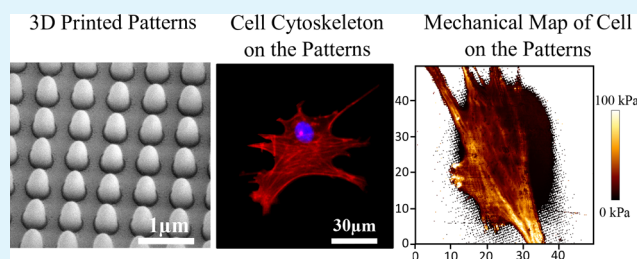 3D Printed Patterns
Cell Cytoskeleton
on the Patterns
Mechanical Map of Cell
on the Patterns
1µm
30µm
40
30
20
10
0
0
10
20
30
40
100 kPa
0 kPa